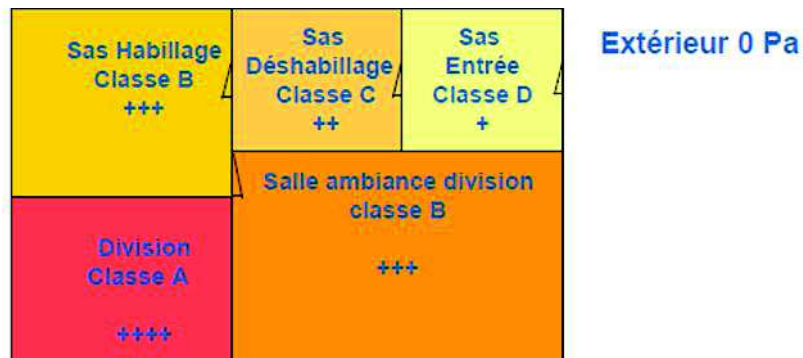 Sas Habillage
Classe B
+++
Sas
Déshabillage
Classe C
++
Sas
Entrée
Classe D
+
Extérieur 0 Pa
Division
Classe A
++++
Salle ambiance division
classe B
+++